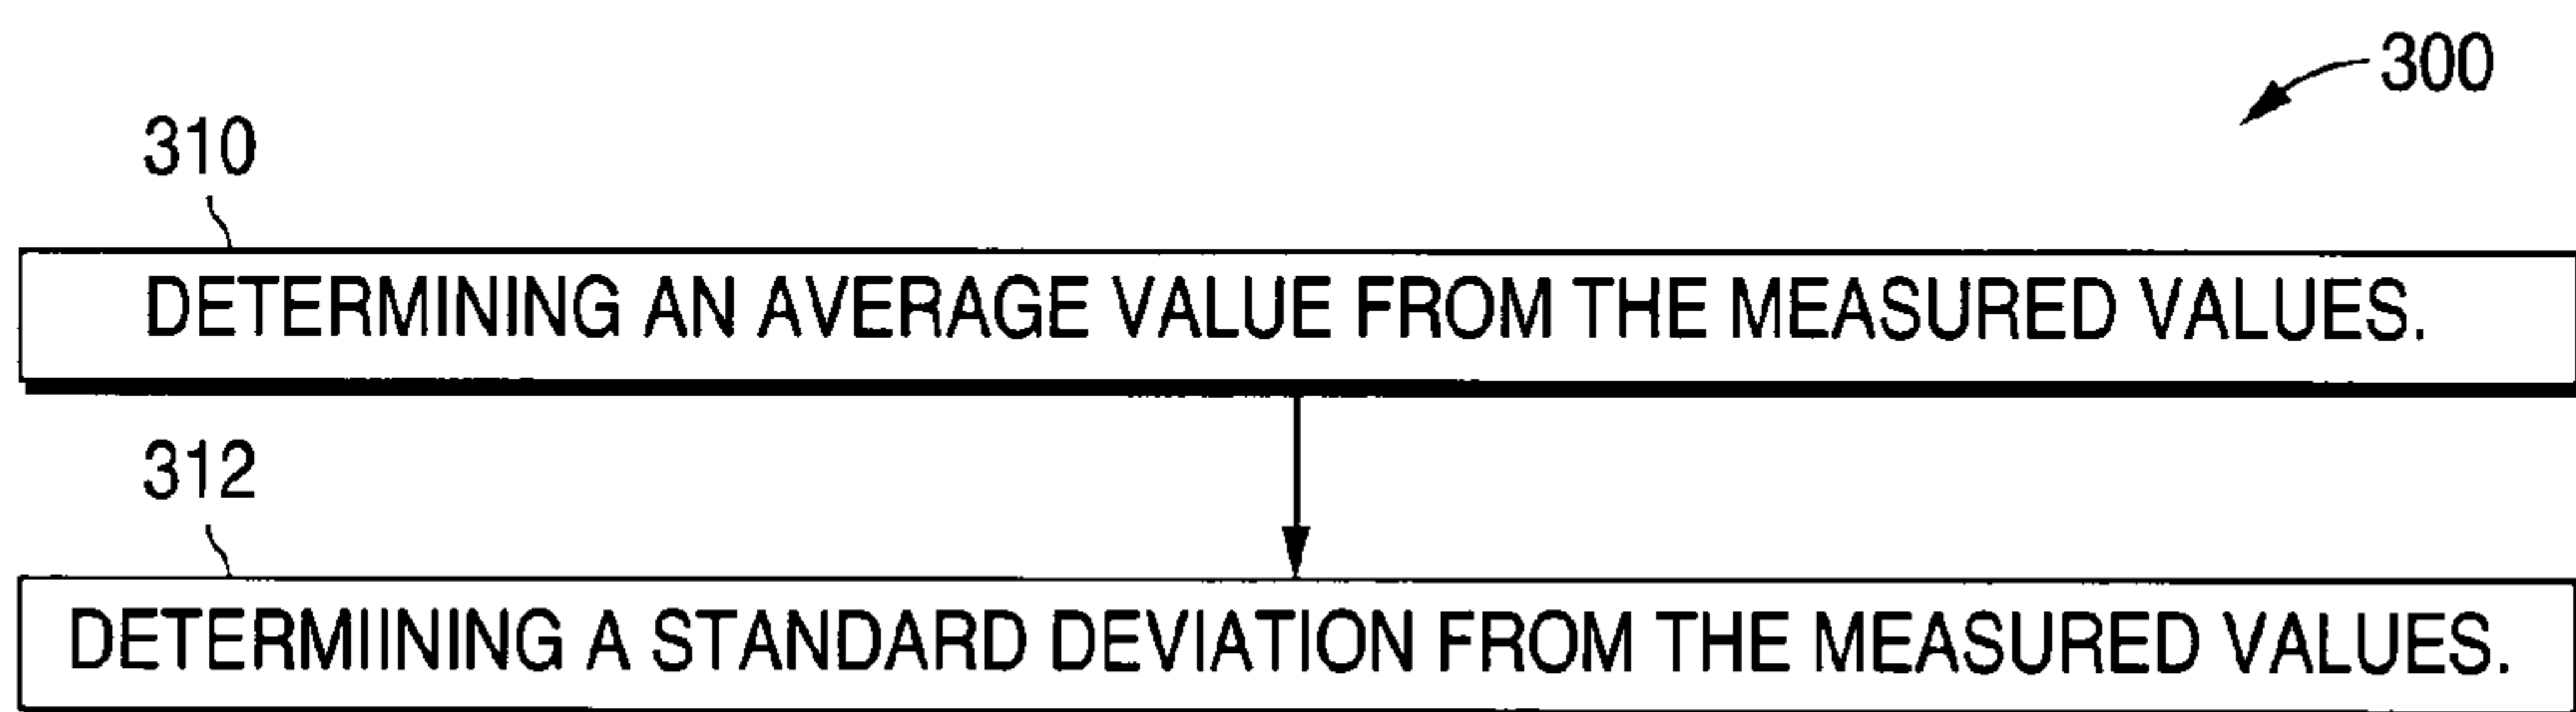 300
310
DETERMINING AN AVERAGE VALUE FROM THE MEASURED VALUES.
312
DETERMIINING A STANDARD DEVIATION FROM THE MEASURED VALUES.